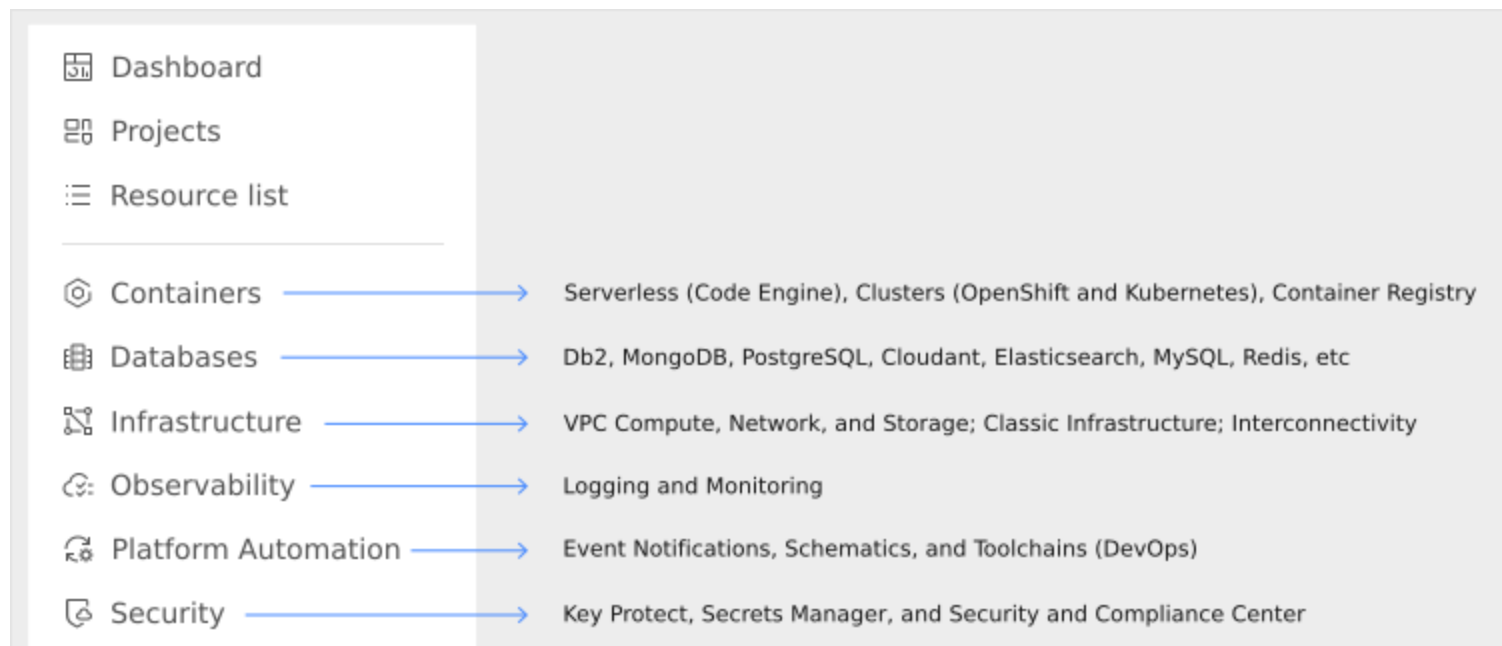 Dashboard
Projects
Resource list
Containers Serverless (Code Engine), Clusters (OpenShift and Kubernetes), Container Registry
Databases Db2, MongoDB, PostgreSQL, Cloudant, Elasticsearch, MySQL, Redis, etc
Infrastructure VPC Compute, Network, and Storage; Classic Infrastructure; Interconnectivity
Observability Logging and Monitoring
Platform Automation Event Notifications, Schematics, and Toolchains (DevOps)
Security Key Protect, Secrets Manager, and Security and Compliance Center